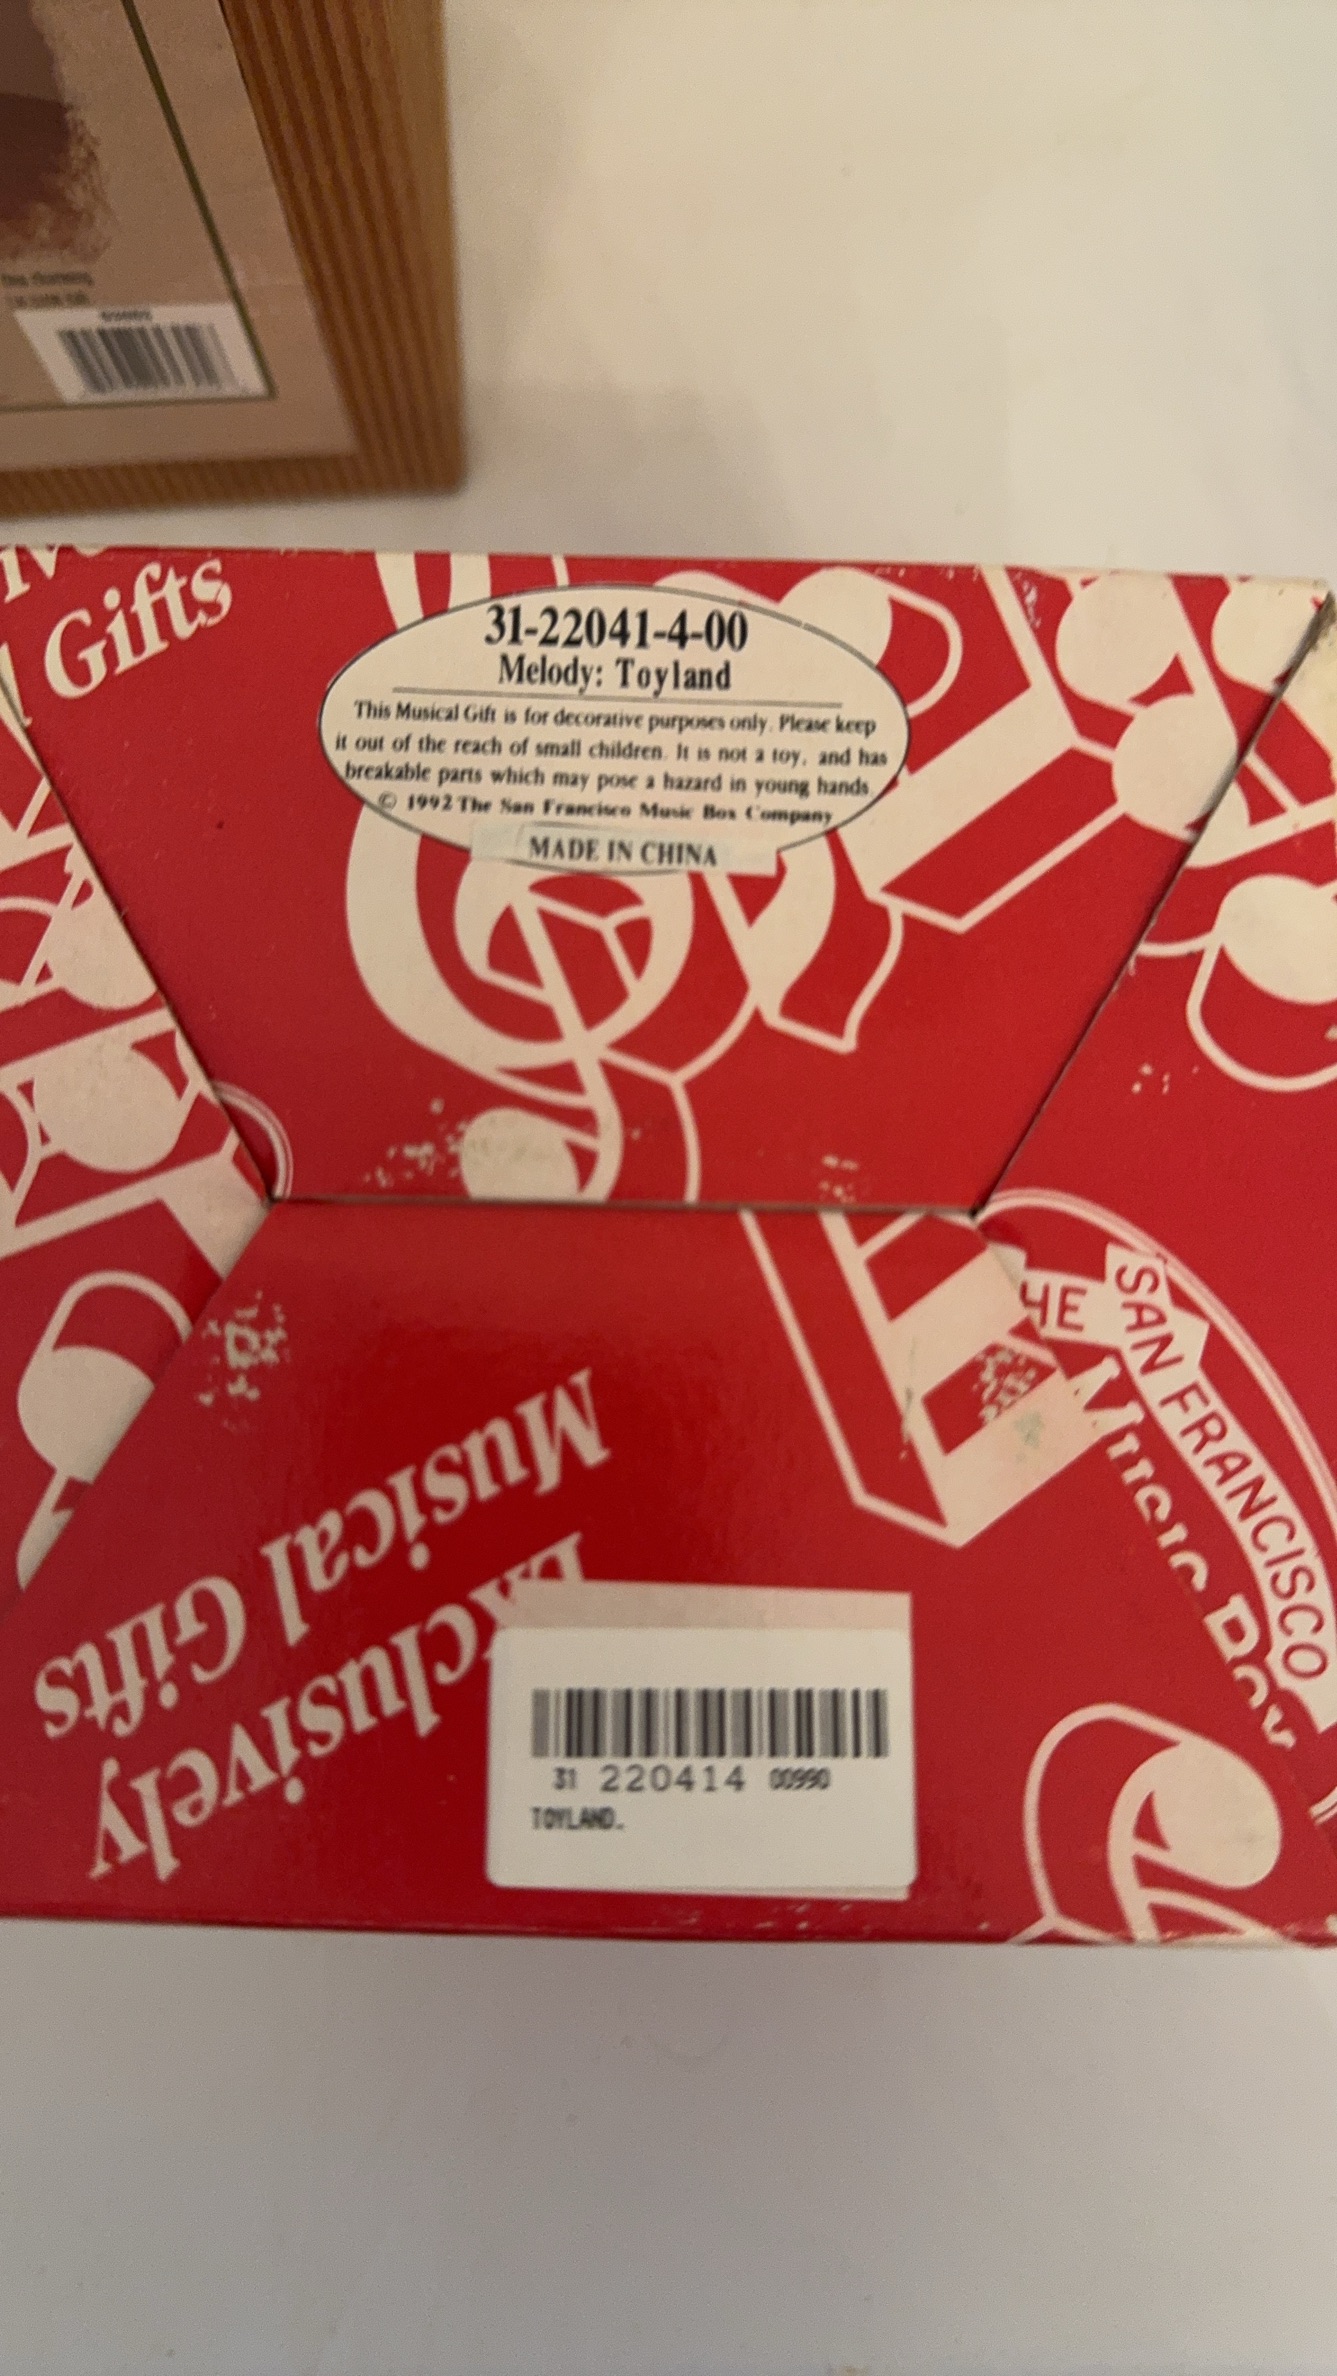 Gifts
31-22041-4-00
Melody: Toyland
This Musical Gift is for decorative purposes only. Please keep
it out of the reach of small children. It is not a toy, and has
breakable parts which may pose a hazard in young hands.
© 1992 The San Francisco Music Box Company
MADE IN CHINA
SAN FRANCISCO
Music Box
Exclusively
Musical Gifts
31 220414 00990
TOYLAND.